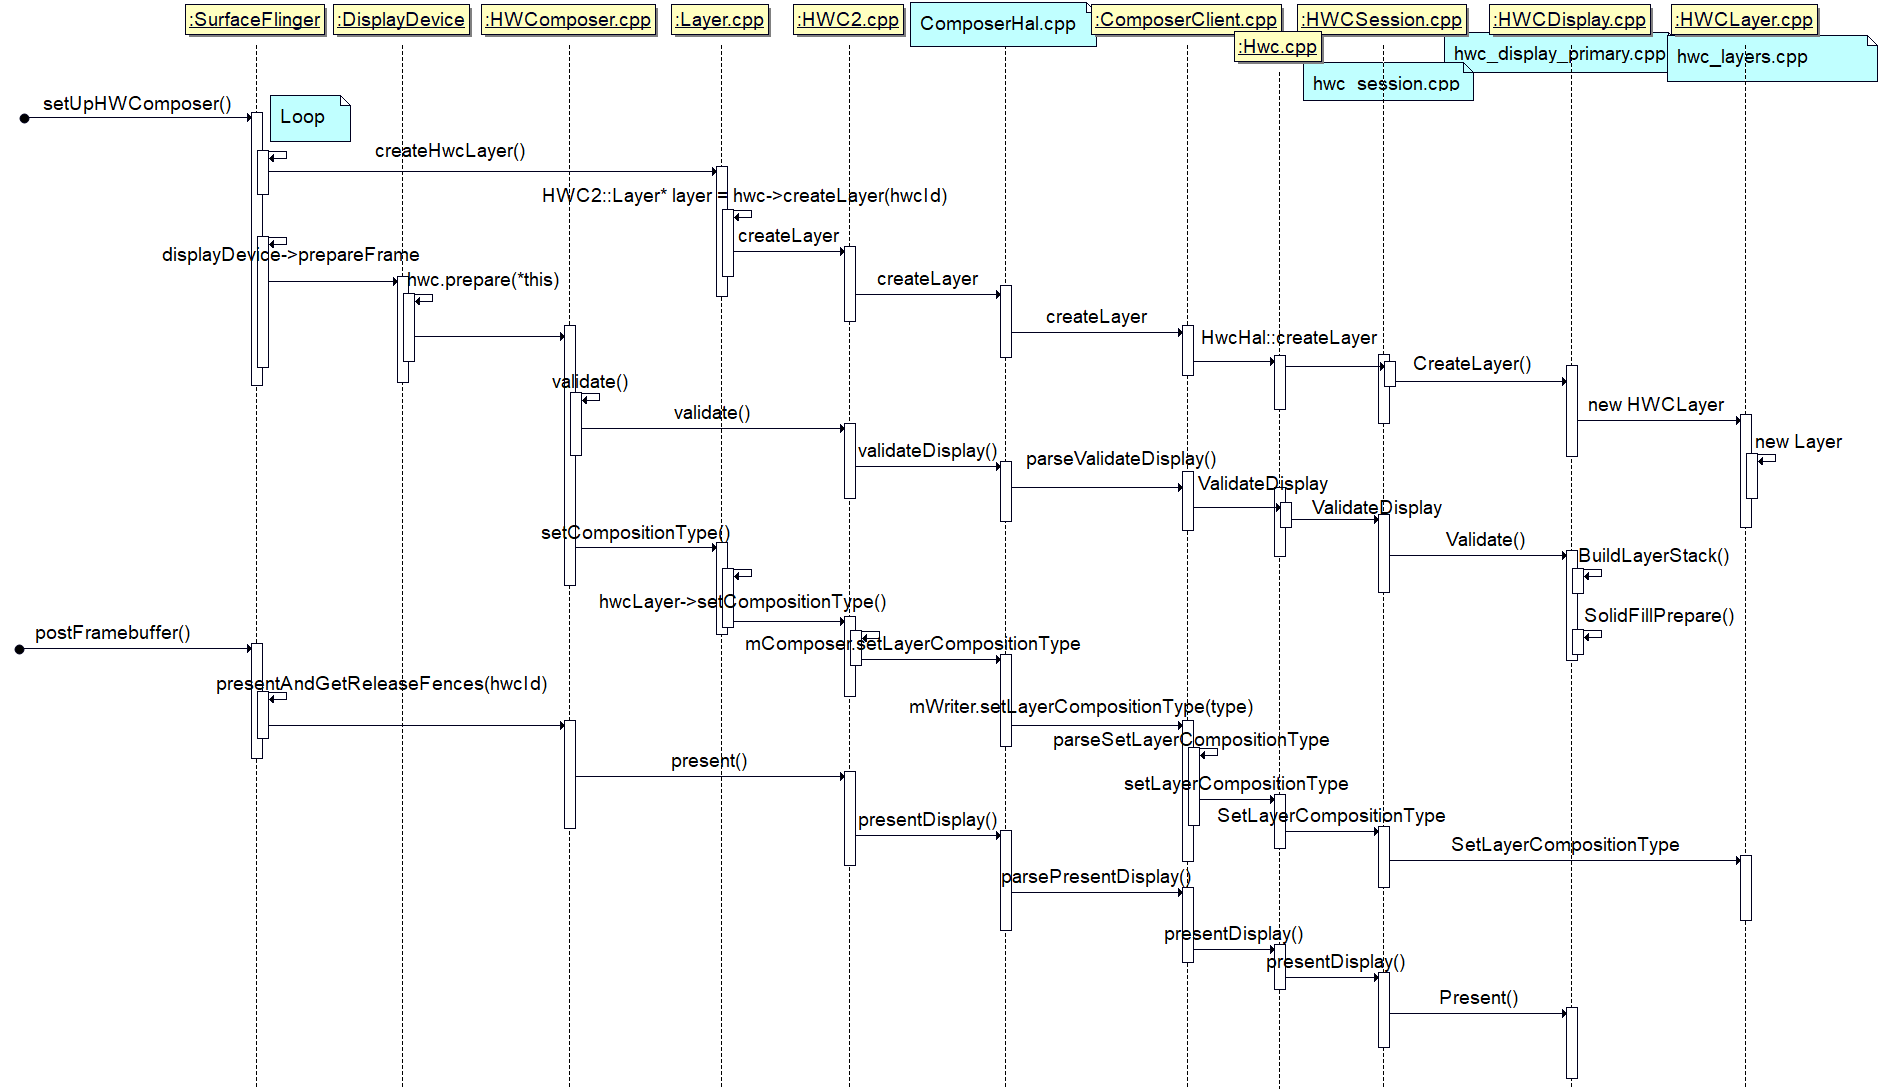 :SurfaceFlinger
:DisplayDevice
:HWComposer.cpp
:Layer.cpp
:HWC2.cpp
ComposerHal.cpp
:ComposerClient.cpp
:HWCSession.cpp
:HWCDisplay.cpp
:HWCLayer.cpp
:Hwc.cpp
hwc_display_primary.cpp
hwc_layers.cpp
hwc_session.cpp
setUpHWComposer()
Loop
createHwcLayer()
HWC2::Layer* layer = hwc->createLayer(hwcId)
createLayer
displayDevice->prepareFrame
hwc.prepare(*this)
createLayer
createLayer
HwcHal::createLayer
CreateLayer()
validate()
new HWCLayer
validate()
new Layer
validateDisplay()
parseValidateDisplay()
ValidateDisplay
ValidateDisplay
setCompositionType()
Validate()
BuildLayerStack()
hwcLayer->setCompositionType()
SolidFillPrepare()
postFramebuffer()
mComposer.setLayerCompositionType
presentAndGetReleaseFences(hwcId)
mWriter.setLayerCompositionType(type)
parseSetLayerCompositionType
present()
setLayerCompositionType
SetLayerCompositionType
presentDisplay()
SetLayerCompositionType
parsePresentDisplay()
presentDisplay()
presentDisplay()
Present()